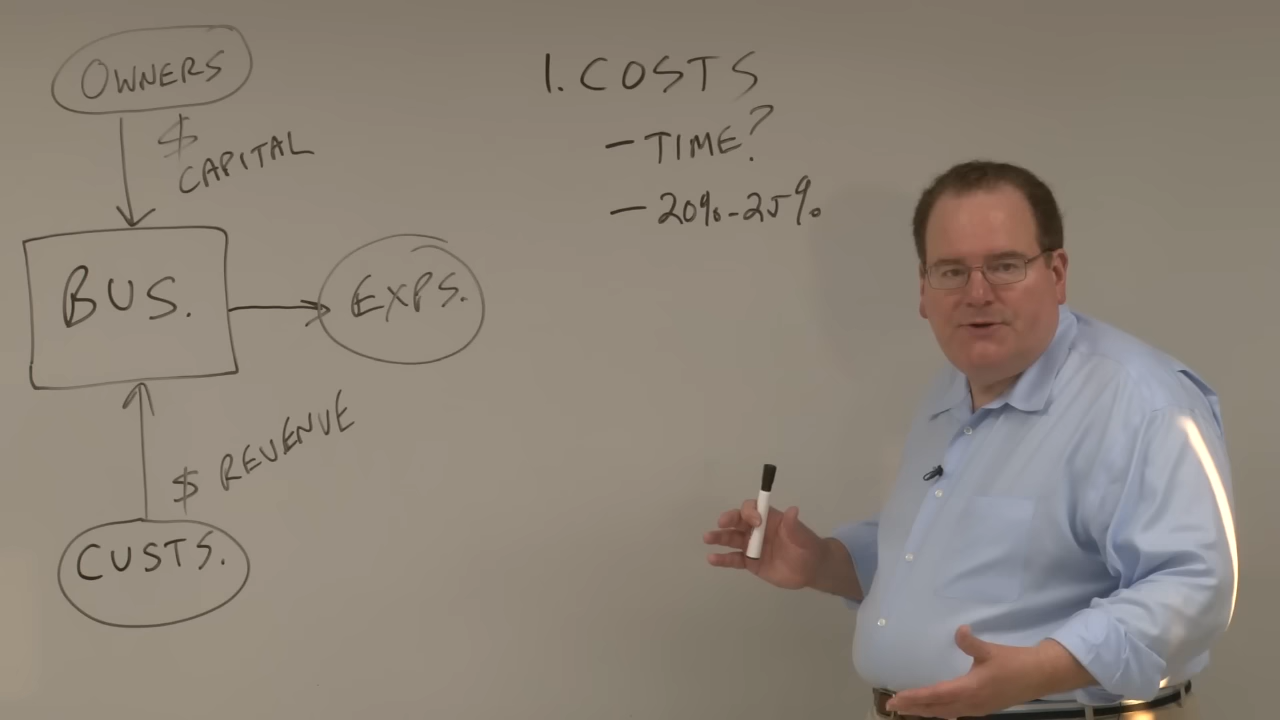 OWNERS
$
CAPITAL
BUS.
EXPS.
$ REVENUE
CUSTS.
1. COSTS
- TIME?
- 20%-25%